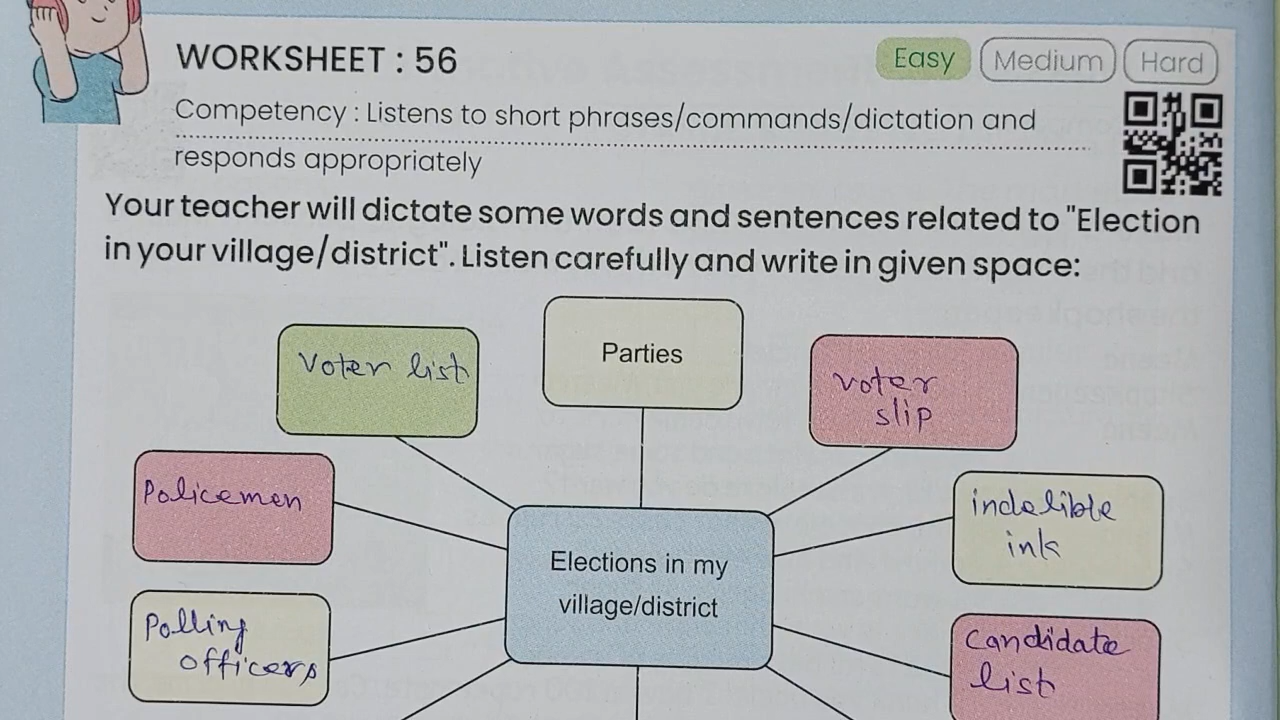 WORKSHEET : 56
Easy Medium Hard
Competency : Listens to short phrases/commands/dictation and
responds appropriately
Your teacher will dictate some words and sentences related to "Election
in your village/district". Listen carefully and write in given space:
Voter list
Parties
voter
slip
Policemen
indelible
ink
Elections in my
village/district
Polling
officers
Candidate
list